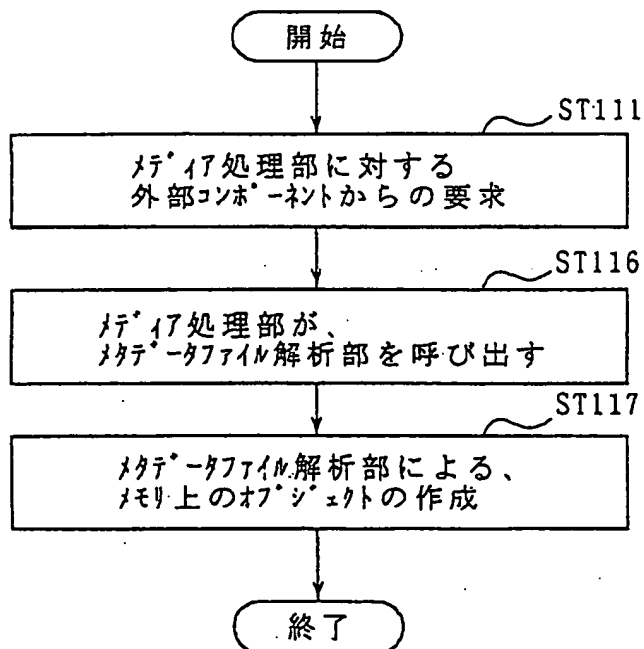 開始
ST111
メディア処理部に対する
外部コンポーネントからの要求
ST116
メディア処理部が、
メタデータファイル解析部を呼び出す
ST117
メタデータファイル解析部による、
メモリ上のオブジェクトの作成
終了